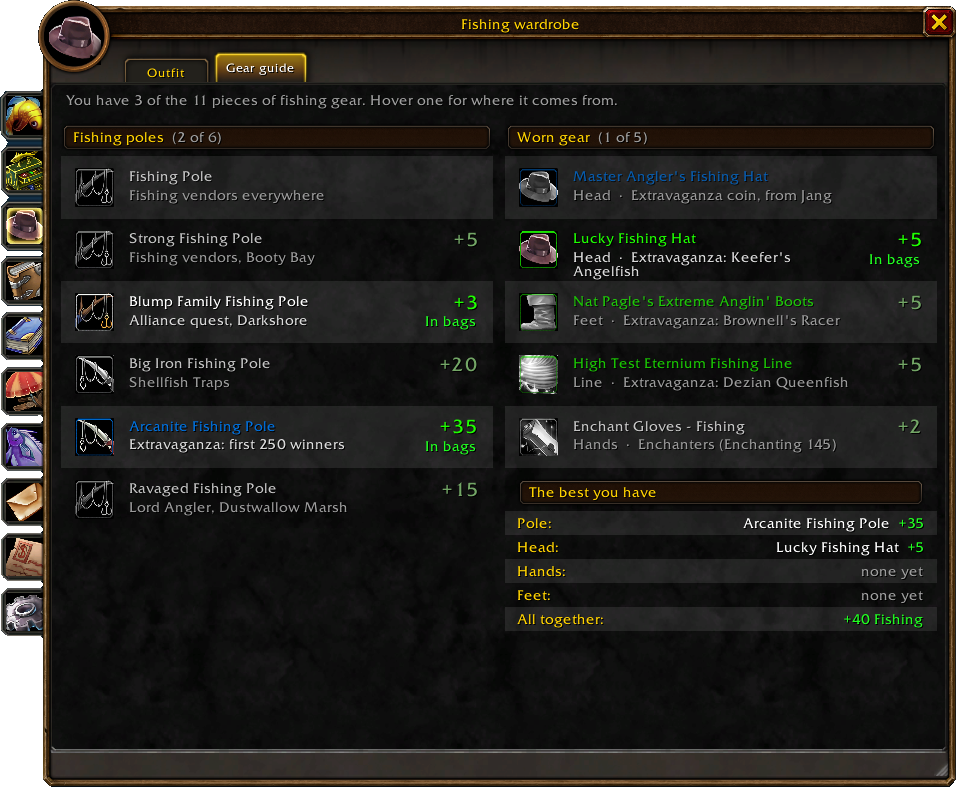 Fishing wardrobe
Outfit
Gear guide
You have 3 of the 11 pieces of fishing gear. Hover one for where it comes from.
Fishing poles (2 of 6)
Fishing Pole
Fishing vendors everywhere
Strong Fishing Pole +5
Fishing vendors, Booty Bay
Blump Family Fishing Pole +3
Alliance quest, Darkshore In bags
Big Iron Fishing Pole +20
Shellfish Traps
Arcanite Fishing Pole +35
Extravaganza: first 250 winners In bags
Ravaged Fishing Pole +15
Lord Angler, Dustwallow Marsh
Worn gear (1 of 5)
Master Angler's Fishing Hat
Head · Extravaganza coin, from Jang
Lucky Fishing Hat +5
Head · Extravaganza: Keefer's In bags
Angelfish
Nat Pagle's Extreme Anglin' Boots +5
Feet · Extravaganza: Brownell's Racer
High Test Eternium Fishing Line +5
Line · Extravaganza: Dezian Queenfish
Enchant Gloves - Fishing +2
Hands · Enchanters (Enchanting 145)
The best you have
Pole: Arcanite Fishing Pole +35
Head: Lucky Fishing Hat +5
Hands: none yet
Feet: none yet
All together: +40 Fishing